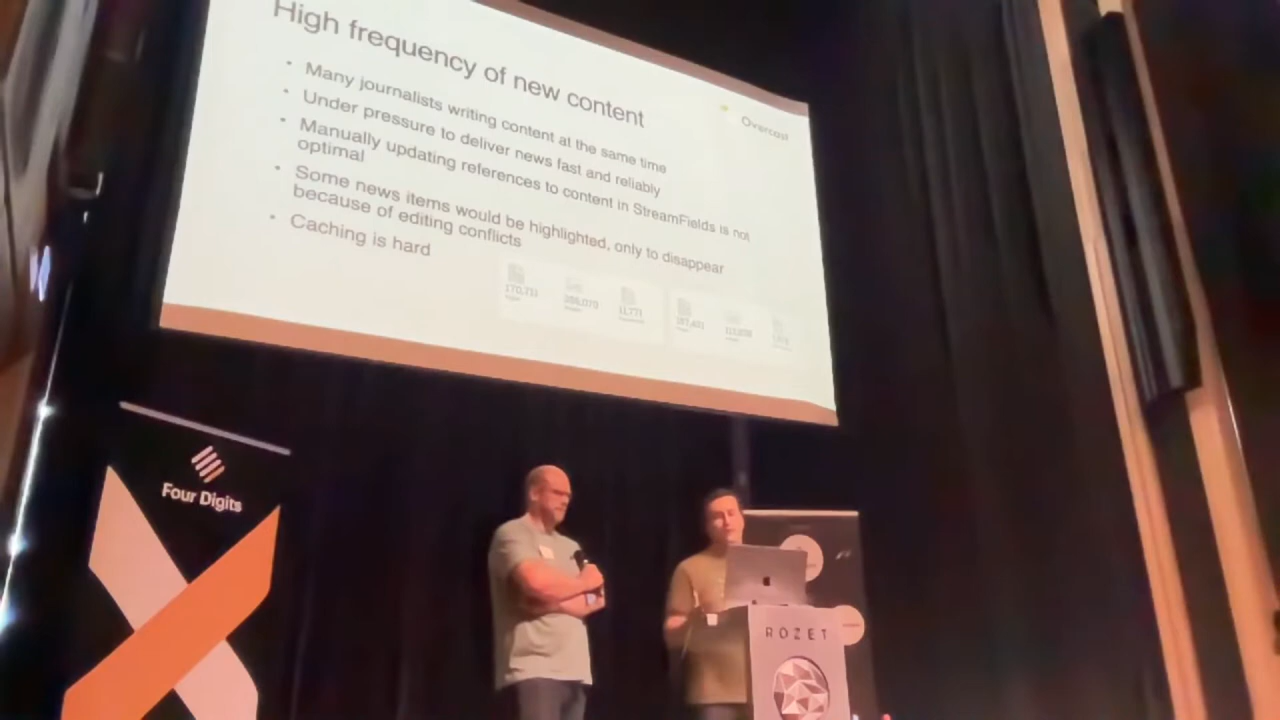 High frequency of new content
Overcast
• Many journalists writing content at the same time
• Under pressure to deliver news fast and reliably
• Manually updating references to content in StreamFields is not
optimal
• Some news items would be highlighted, only to disappear
because of editing conflicts
• Caching is hard
Four Digits
ROZET